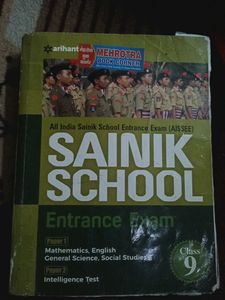 arihant
MEHROTRA
BOOK CORNER
All India Sainik School Entrance Exam (AISSEE)
SAINIK
SCHOOL
Entrance Exam
Paper 1
Mathematics, English
General Science, Social Studies
Paper 2
Intelligence Test
Class
9